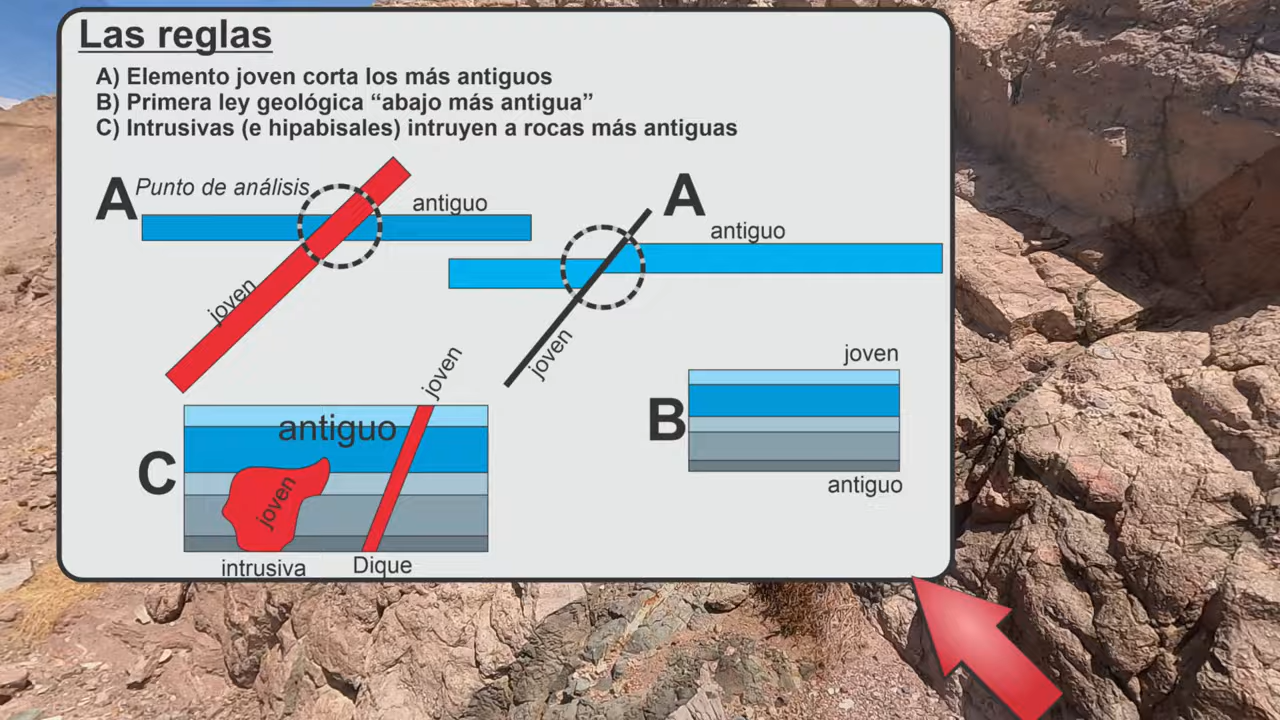 Las reglas
A) Elemento joven corta los más antiguos
B) Primera ley geológica “abajo más antigua”
C) Intrusivas (e hipabisales) intruyen a rocas más antiguas
A
Punto de análisis
antiguo
joven
A
antiguo
joven
C
antiguo
joven
joven
intrusiva
Dique
B
joven
antiguo